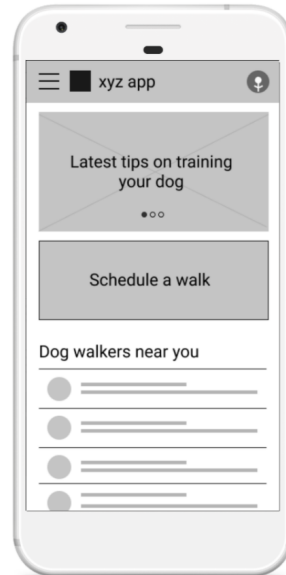 xyz app
Latest tips on training
your dog
Schedule a walk
Dog walkers near you